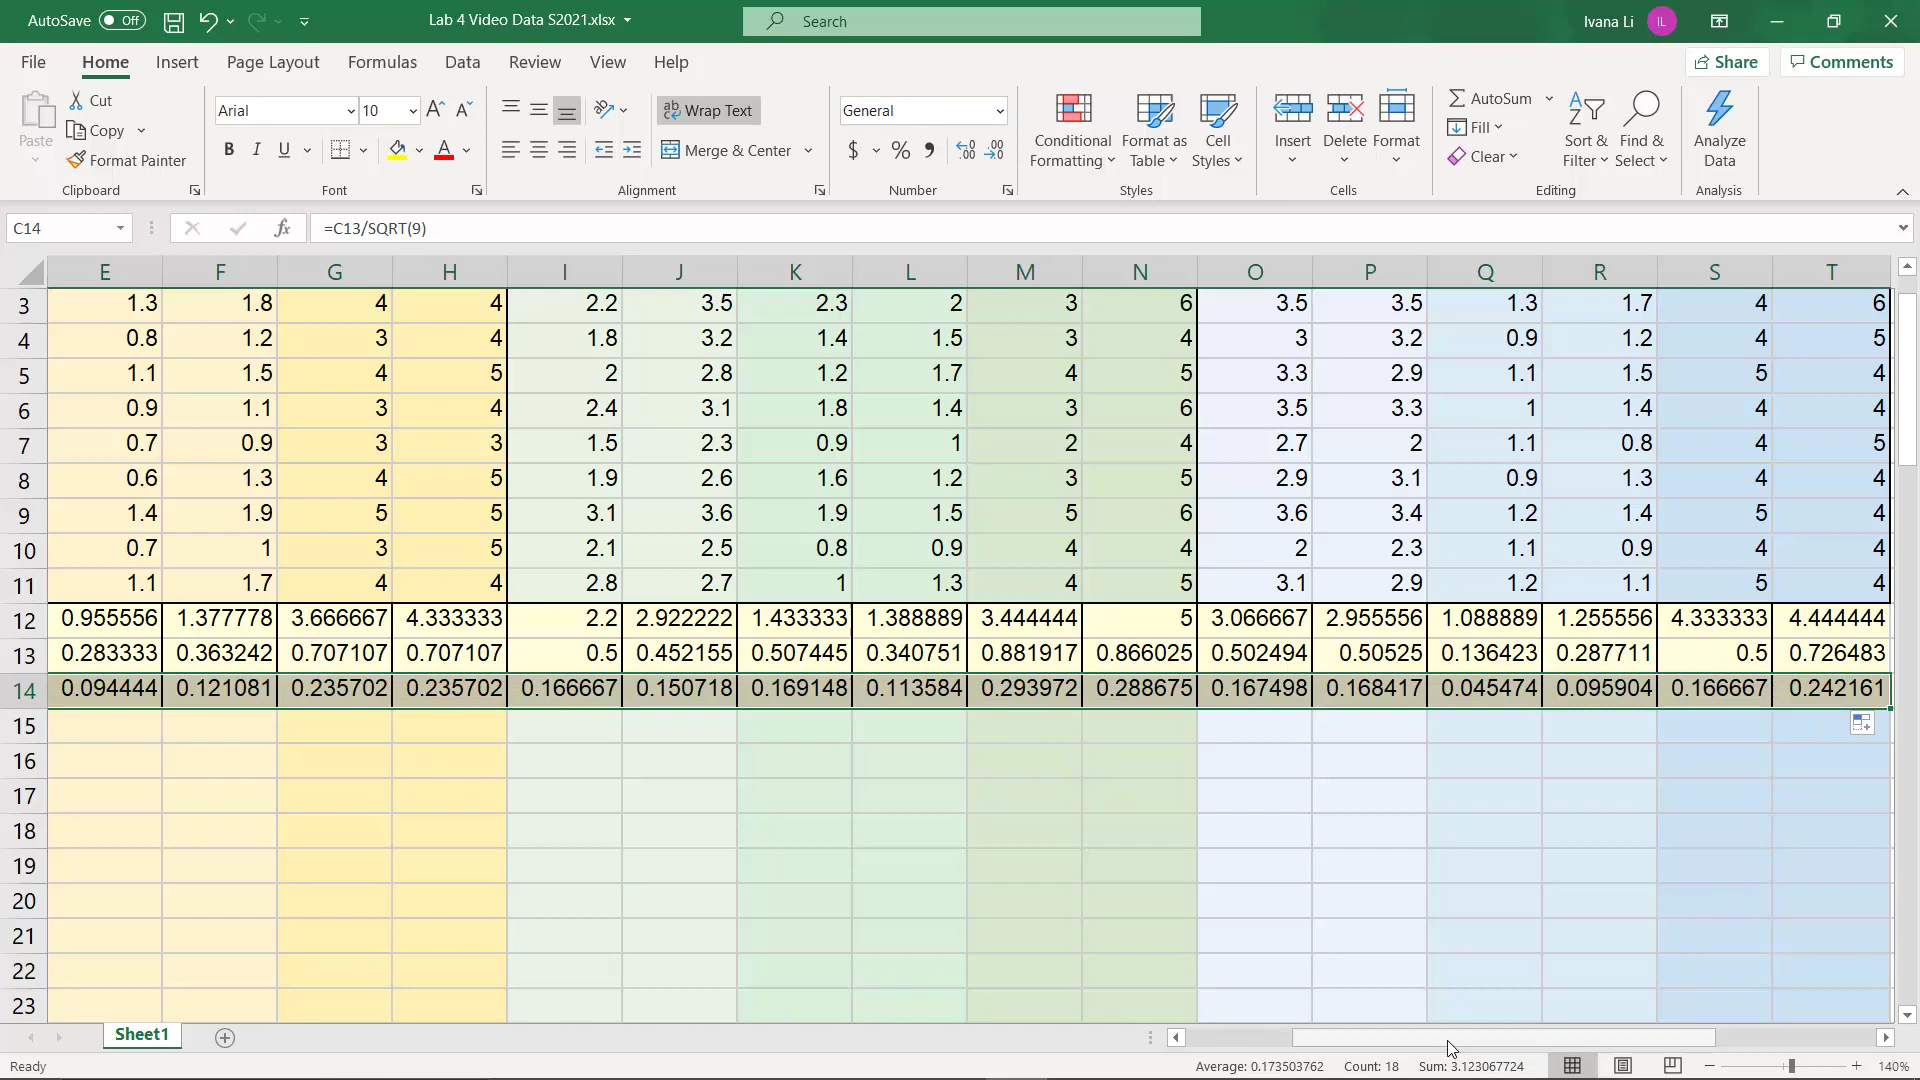 AutoSave Off Lab 4 Video Data S2021.xlsx Search Ivana Li IL
File Home Insert Page Layout Formulas Data Review View Help Share Comments
Paste Cut Copy Format Painter Clipboard
Arial 10 A A B I U A Font
ab Wrap Text Merge & Center Alignment
General $ % 9 .00 Number
Conditional Formatting Format as Table Cell Styles Styles
Insert Delete Format Cells
AutoSum Fill Clear Sort & Filter Find & Select Editing
Analyze Data Analysis
C14 fx =C13/SQRT(9)
E F G H I J K L M N O P Q R S T
3 1.3 1.8 4 4 2.2 3.5 2.3 2 3 6 3.5 3.5 1.3 1.7 4 6
4 0.8 1.2 3 4 1.8 3.2 1.4 1.5 3 4 3 3.2 0.9 1.2 4 5
5 1.1 1.5 4 5 2 2.8 1.2 1.7 4 5 3.3 2.9 1.1 1.5 5 4
6 0.9 1.1 3 4 2.4 3.1 1.8 1.4 3 6 3.5 3.3 1 1.4 4 4
7 0.7 0.9 3 3 1.5 2.3 0.9 1 2 4 2.7 2 1.1 0.8 4 5
8 0.6 1.3 4 5 1.9 2.6 1.6 1.2 3 5 2.9 3.1 0.9 1.3 4 4
9 1.4 1.9 5 5 3.1 3.6 1.9 1.5 5 6 3.6 3.4 1.2 1.4 5 4
10 0.7 1 3 5 2.1 2.5 0.8 0.9 4 4 2 2.3 1.1 0.9 4 4
11 1.1 1.7 4 4 2.8 2.7 1 1.3 4 5 3.1 2.9 1.2 1.1 5 4
12 0.955556 1.377778 3.666667 4.333333 2.2 2.922222 1.433333 1.388889 3.444444 5 3.066667 2.955556 1.088889 1.255556 4.333333 4.444444
13 0.283333 0.363242 0.707107 0.707107 0.5 0.452155 0.507445 0.340751 0.881917 0.866025 0.502494 0.50525 0.136423 0.287711 0.5 0.726483
14 0.094444 0.121081 0.235702 0.235702 0.166667 0.150718 0.169148 0.113584 0.293972 0.288675 0.167498 0.168417 0.045474 0.095904 0.166667 0.242161
15
16
17
18
19
20
21
22
23
Sheet1
Ready Average: 0.173503762 Count: 18 Sum: 3.123067724 140%